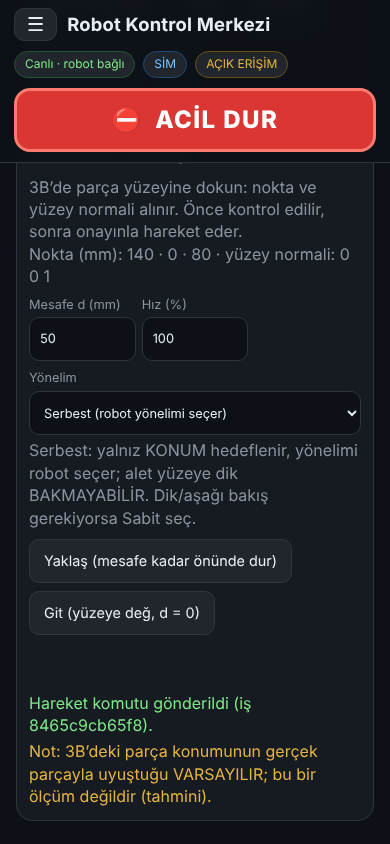 ☰ Robot Kontrol Merkezi
Canlı · robot bağlı SİM AÇIK ERİŞİM
⛔ ACİL DUR
3B'de parça yüzeyine dokun: nokta ve
yüzey normali alınır. Önce kontrol edilir,
sonra onayınla hareket eder.
Nokta (mm): 140 · 0 · 80 · yüzey normali: 0
0 1
Mesafe d (mm) Hız (%)
50 100
Yönelim
Serbest (robot yönelimi seçer)
Serbest: yalnız KONUM hedeflenir, yönelimi
robot seçer; alet yüzeye dik
BAKMAYABİLİR. Dik/aşağı bakış
gerekiyorsa Sabit seç.
Yaklaş (mesafe kadar önünde dur)
Git (yüzeye değ, d = 0)
Hareket komutu gönderildi (iş
8465c9cb65f8).
Not: 3B'deki parça konumunun gerçek
parçayla uyuştuğu VARSAYILIR; bu bir
ölçüm değildir (tahmini).